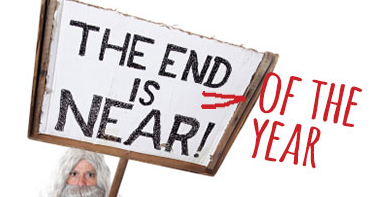 THE END
IS
NEAR!
OF THE
YEAR